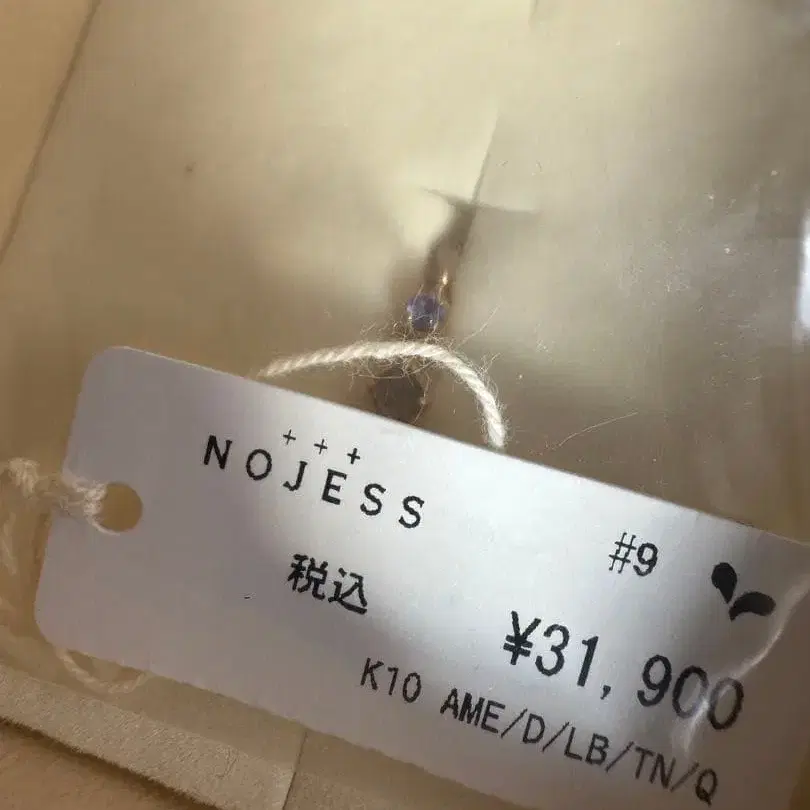 +++
NOJESS
#9
税込
¥31,900
K10 AME/D/LB/TN/Q